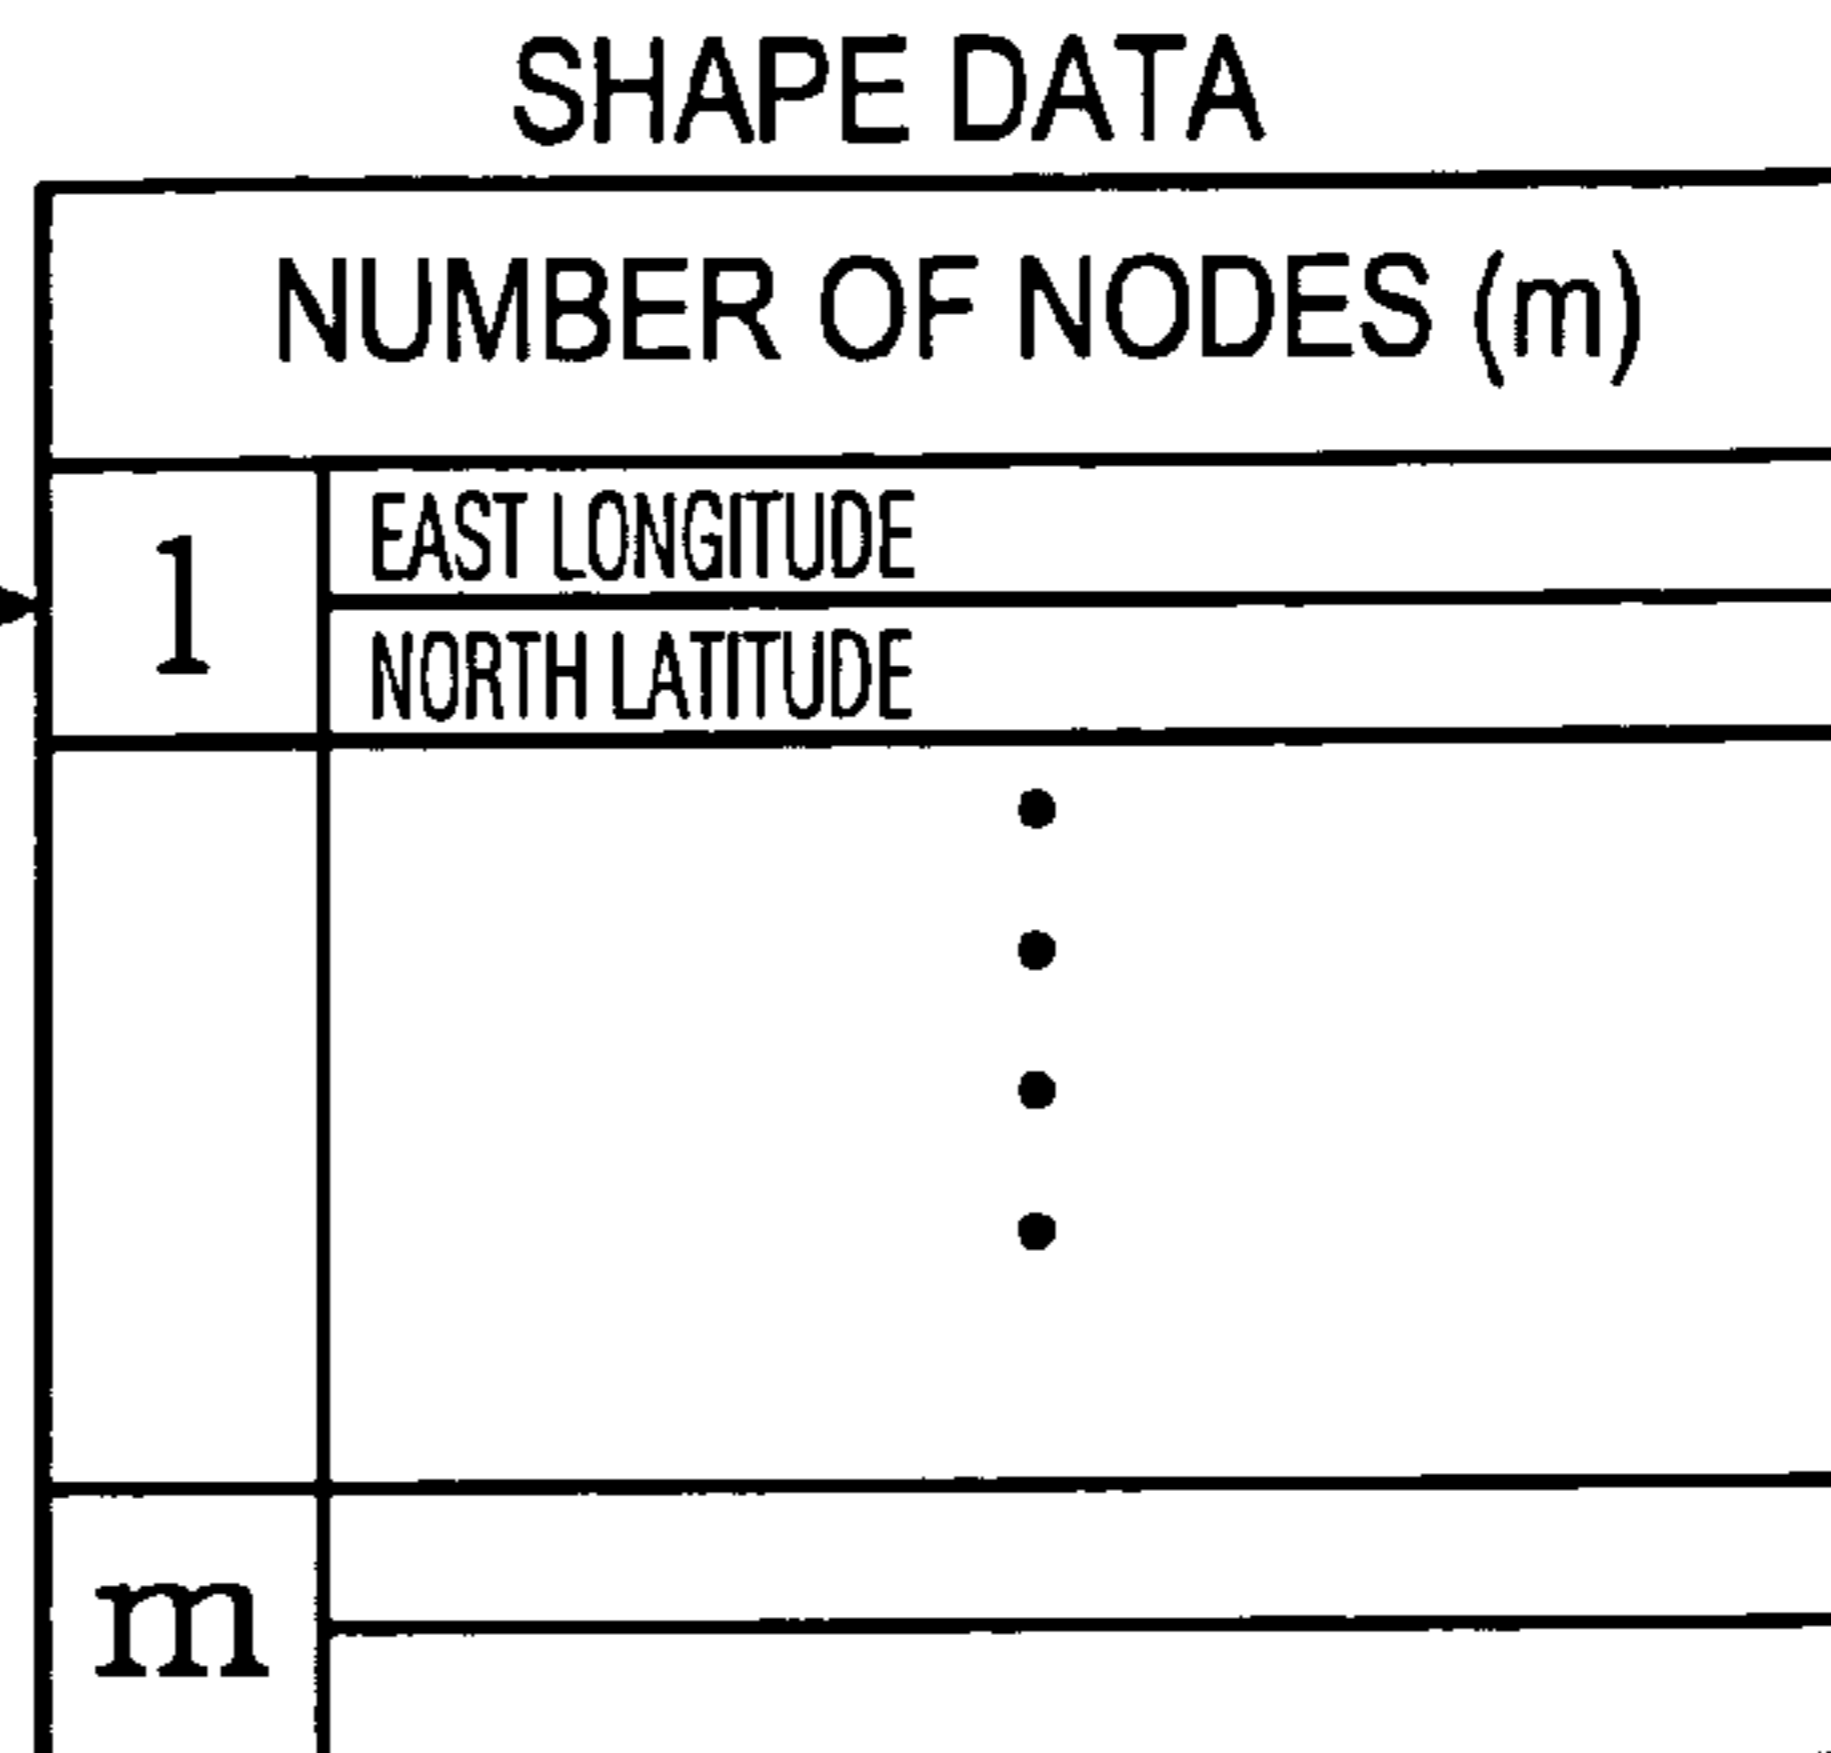 SHAPE DATA
NUMBER OF NODES (m)
1
EAST LONGITUDE
NORTH LATITUDE
m